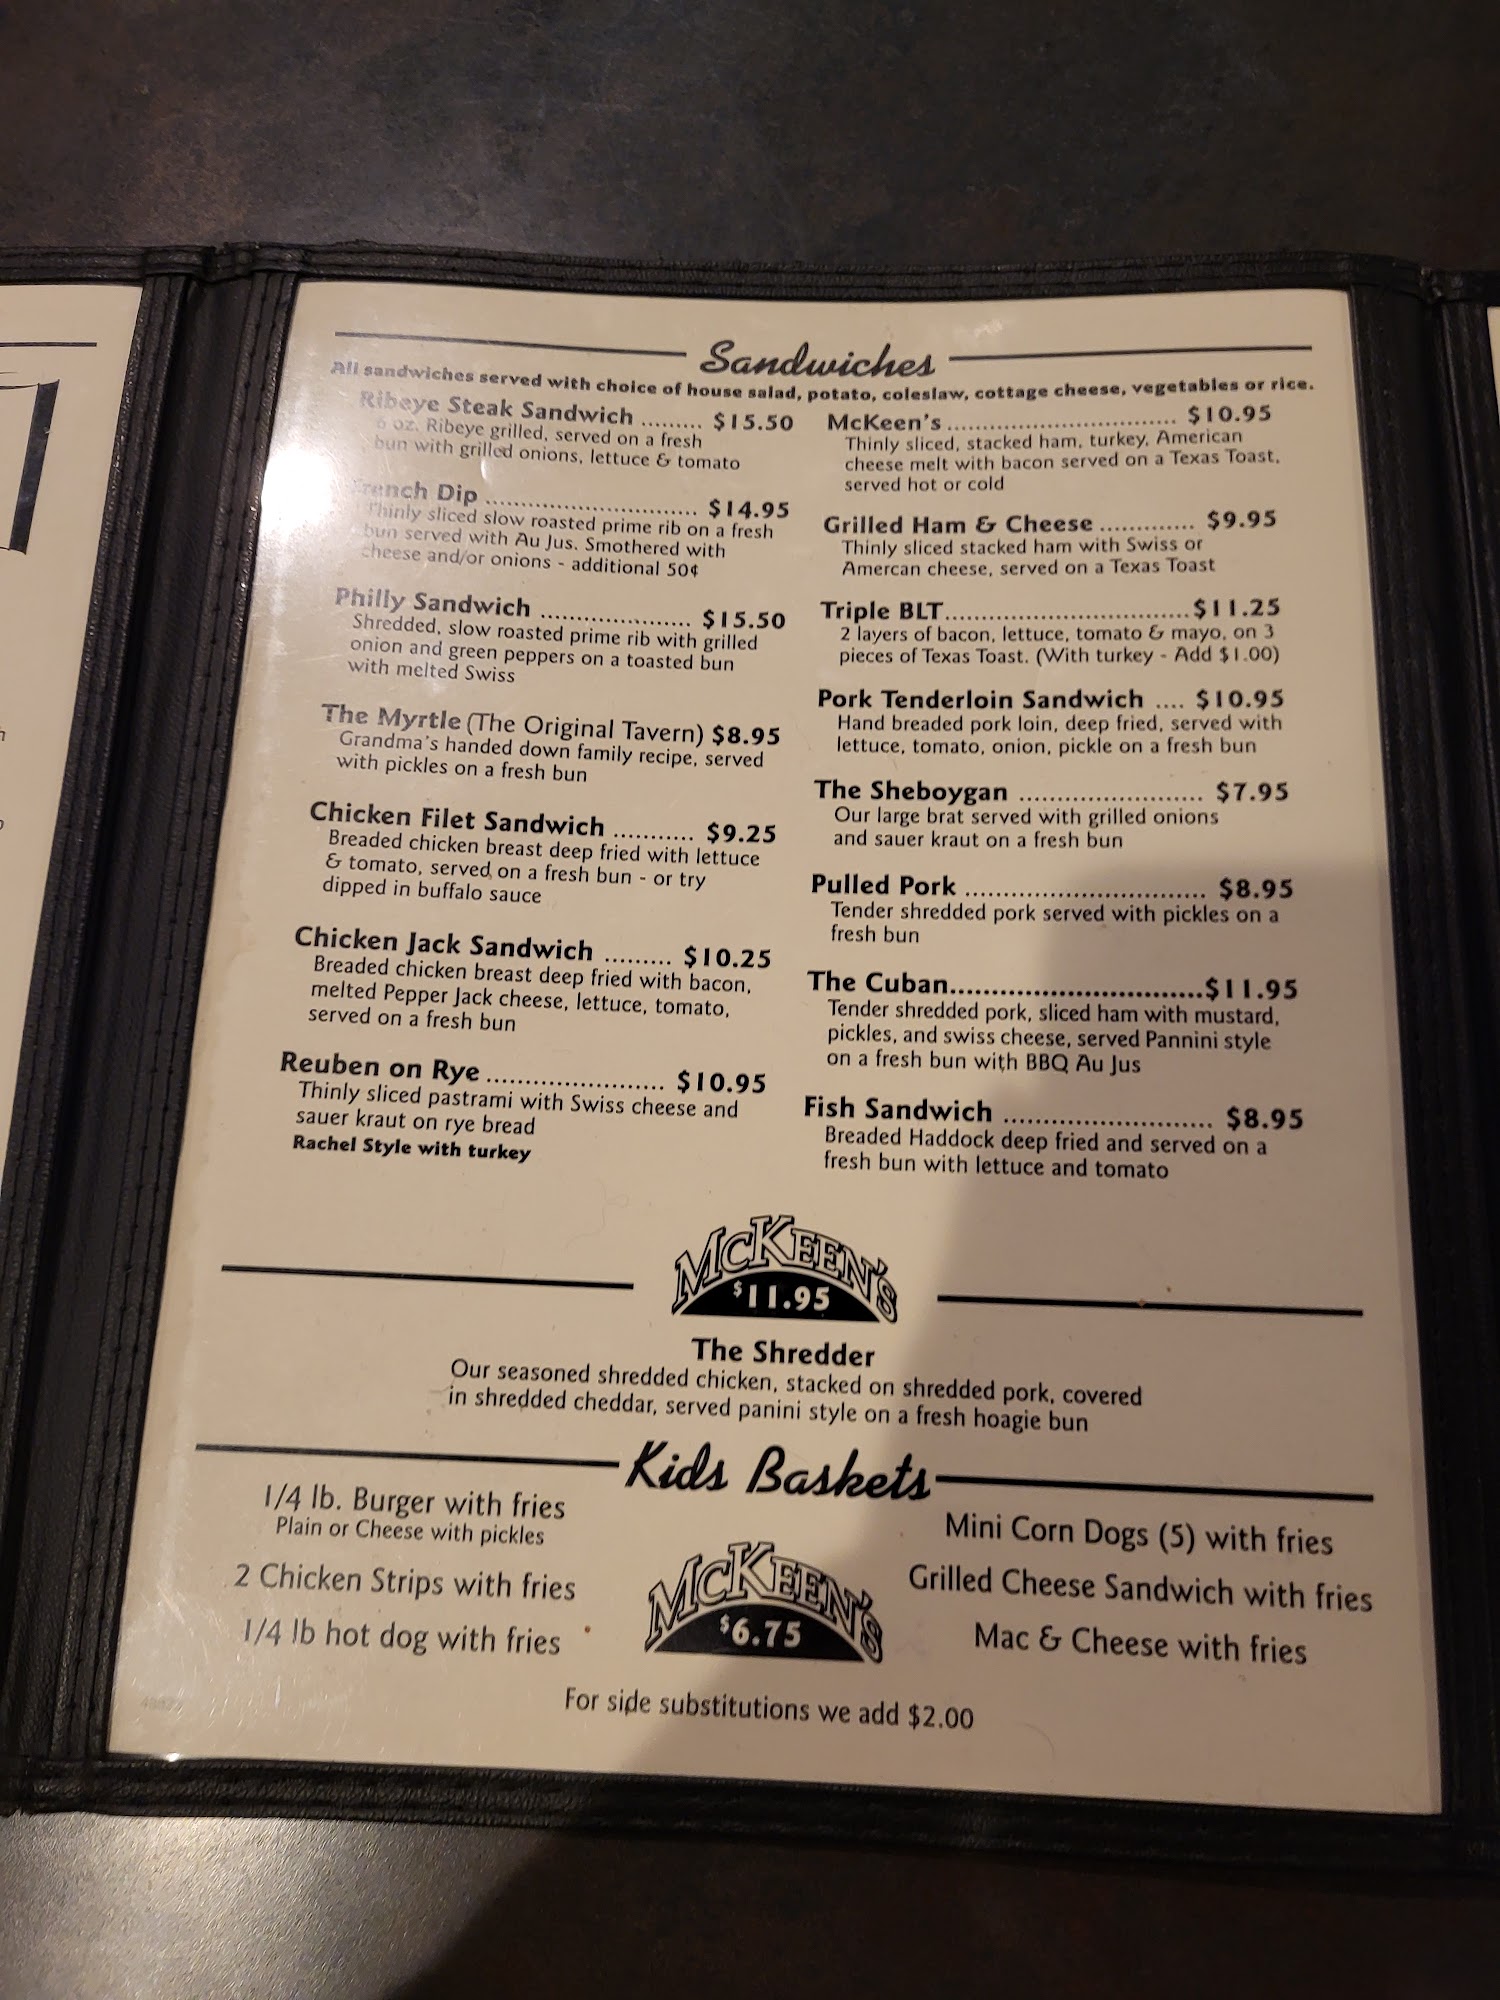 Sandwiches
All sandwiches served with choice of house salad, potato, coleslaw, cottage cheese, vegetables or rice.
Ribeye Steak Sandwich ......... $15.50
6 oz. Ribeye grilled, served on a fresh
bun with grilled onions, lettuce & tomato
French Dip .............................. $14.95
Thinly sliced slow roasted prime rib on a fresh
bun served with Au Jus. Smothered with
cheese and/or onions - additional 50¢
Philly Sandwich ..................... $15.50
Shredded, slow roasted prime rib with grilled
onion and green peppers on a toasted bun
with melted Swiss
The Myrtle (The Original Tavern) $8.95
Grandma's handed down family recipe, served
with pickles on a fresh bun
Chicken Filet Sandwich ........... $9.25
Breaded chicken breast deep fried with lettuce
& tomato, served on a fresh bun - or try
dipped in buffalo sauce
Chicken Jack Sandwich ......... $10.25
Breaded chicken breast deep fried with bacon,
melted Pepper Jack cheese, lettuce, tomato,
served on a fresh bun
Reuben on Rye ........................ $10.95
Thinly sliced pastrami with Swiss cheese and
sauer kraut on rye bread
Rachel Style with turkey
McKeen's ................................ $10.95
Thinly sliced, stacked ham, turkey, American
cheese melt with bacon served on a Texas Toast,
served hot or cold
Grilled Ham & Cheese ............. $9.95
Thinly sliced stacked ham with Swiss or
Amercan cheese, served on a Texas Toast
Triple BLT.................................$11.25
2 layers of bacon, lettuce, tomato & mayo, on 3
pieces of Texas Toast. (With turkey - Add $1.00)
Pork Tenderloin Sandwich .... $10.95
Hand breaded pork loin, deep fried, served with
lettuce, tomato, onion, pickle on a fresh bun
The Sheboygan ........................ $7.95
Our large brat served with grilled onions
and sauer kraut on a fresh bun
Pulled Pork ................................ $8.95
Tender shredded pork served with pickles on a
fresh bun
The Cuban.................................$11.95
Tender shredded pork, sliced ham with mustard,
pickles, and swiss cheese, served Pannini style
on a fresh bun with BBQ Au Jus
Fish Sandwich ........................... $8.95
Breaded Haddock deep fried and served on a
fresh bun with lettuce and tomato
McKeen's
$11.95
The Shredder
Our seasoned shredded chicken, stacked on shredded pork, covered
in shredded cheddar, served panini style on a fresh hoagie bun
Kids Baskets
1/4 lb. Burger with fries
Plain or Cheese with pickles
2 Chicken Strips with fries
1/4 lb hot dog with fries
McKeen's
$6.75
Mini Corn Dogs (5) with fries
Grilled Cheese Sandwich with fries
Mac & Cheese with fries
For side substitutions we add $2.00